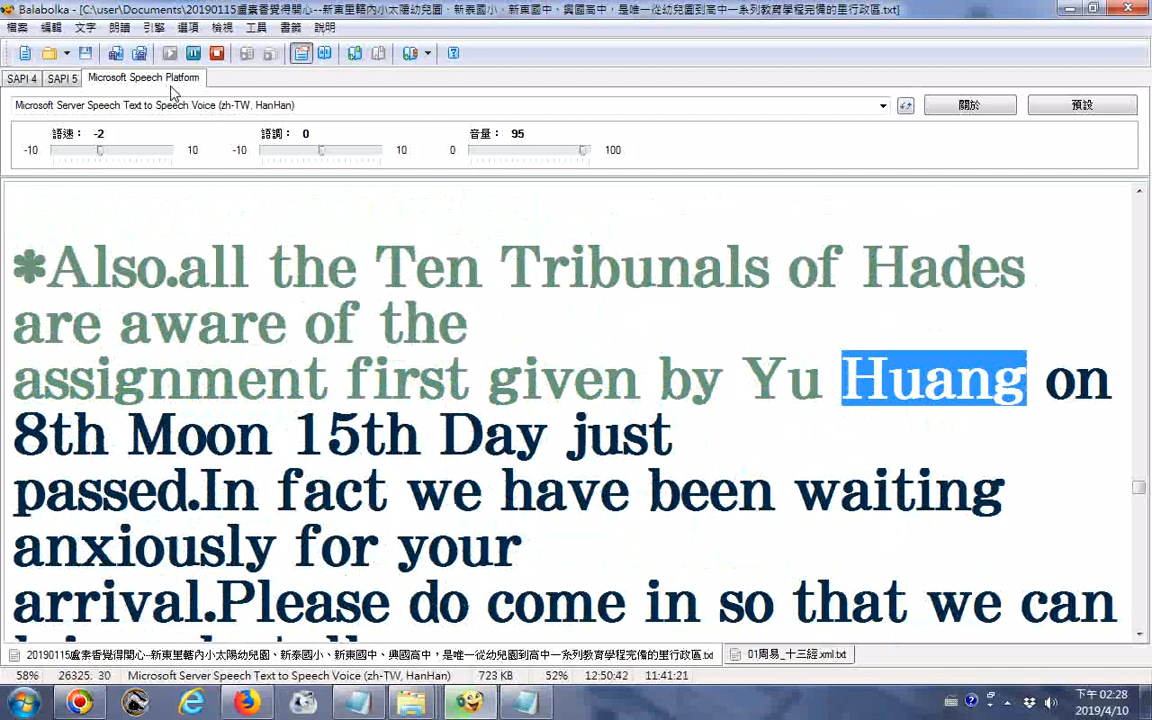 Balabolka - [C:\user\Documents\20190115盧素香覺得開心--新東里轄內小太陽幼兒園、新泰國小、新東國中、興國高中，是唯一從幼兒園到高中一系列教育學程完備的里行政區.txt]
檔案 編輯 文字 朗讀 引擎 選項 檢視 工具 書籤 說明
SAPI 4 SAPI 5 Microsoft Speech Platform
Microsoft Server Speech Text to Speech Voice (zh-TW, HanHan) 關於 預設
語速： -2 語調： 0 音量： 95
-10 10 -10 10 0 100
*Also.all the Ten Tribunals of Hades
are aware of the
assignment first given by Yu Huang on
8th Moon 15th Day just
passed.In fact we have been waiting
anxiously for your
arrival.Please do come in so that we can
20190115盧素香覺得開心--新東里轄內小太陽幼兒園、新泰國小、新東國中、興國高中，是唯一從幼兒園到高中一系列教育學程完備的里行政區.txt 01周易_十三經.xml.txt
58% 26325. 30 Microsoft Server Speech Text to Speech Voice (zh-TW, HanHan) 723 KB 52% 12:50:42 11:41:21
下午 02:28
2019/4/10